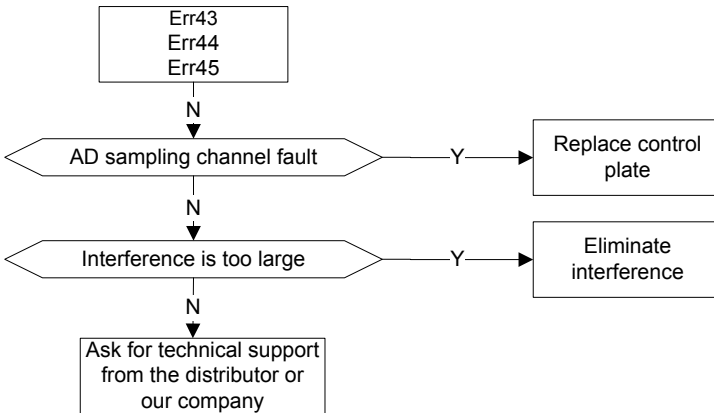 Err43
Err44
Err45
N
AD sampling channel fault
Y
Replace control
plate
N
Interference is too large
Y
Eliminate
interference
N
Ask for technical support
from the distributor or
our company